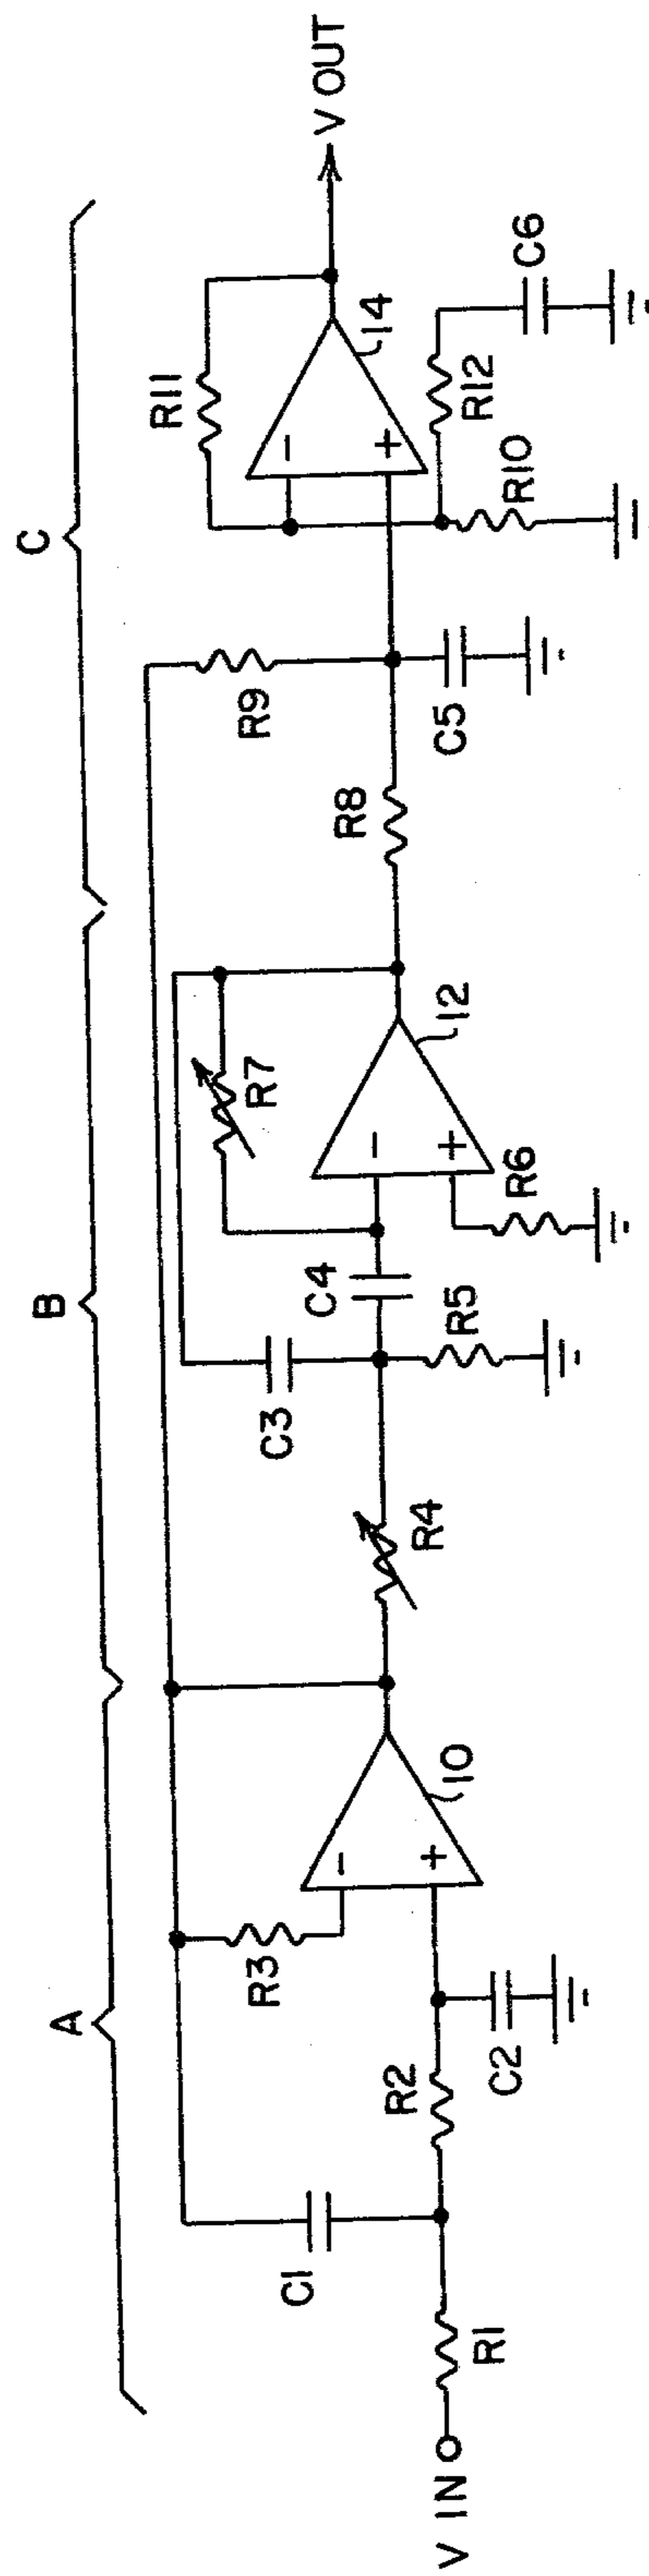 A
B
C
V IN
R1
C1
R2
C2
R3
10
R4
C3
R5
C4
R6
R7
12
R8
R9
C5
R10
R11
R12
C6
14
V OUT
-
+
-
+
-
+